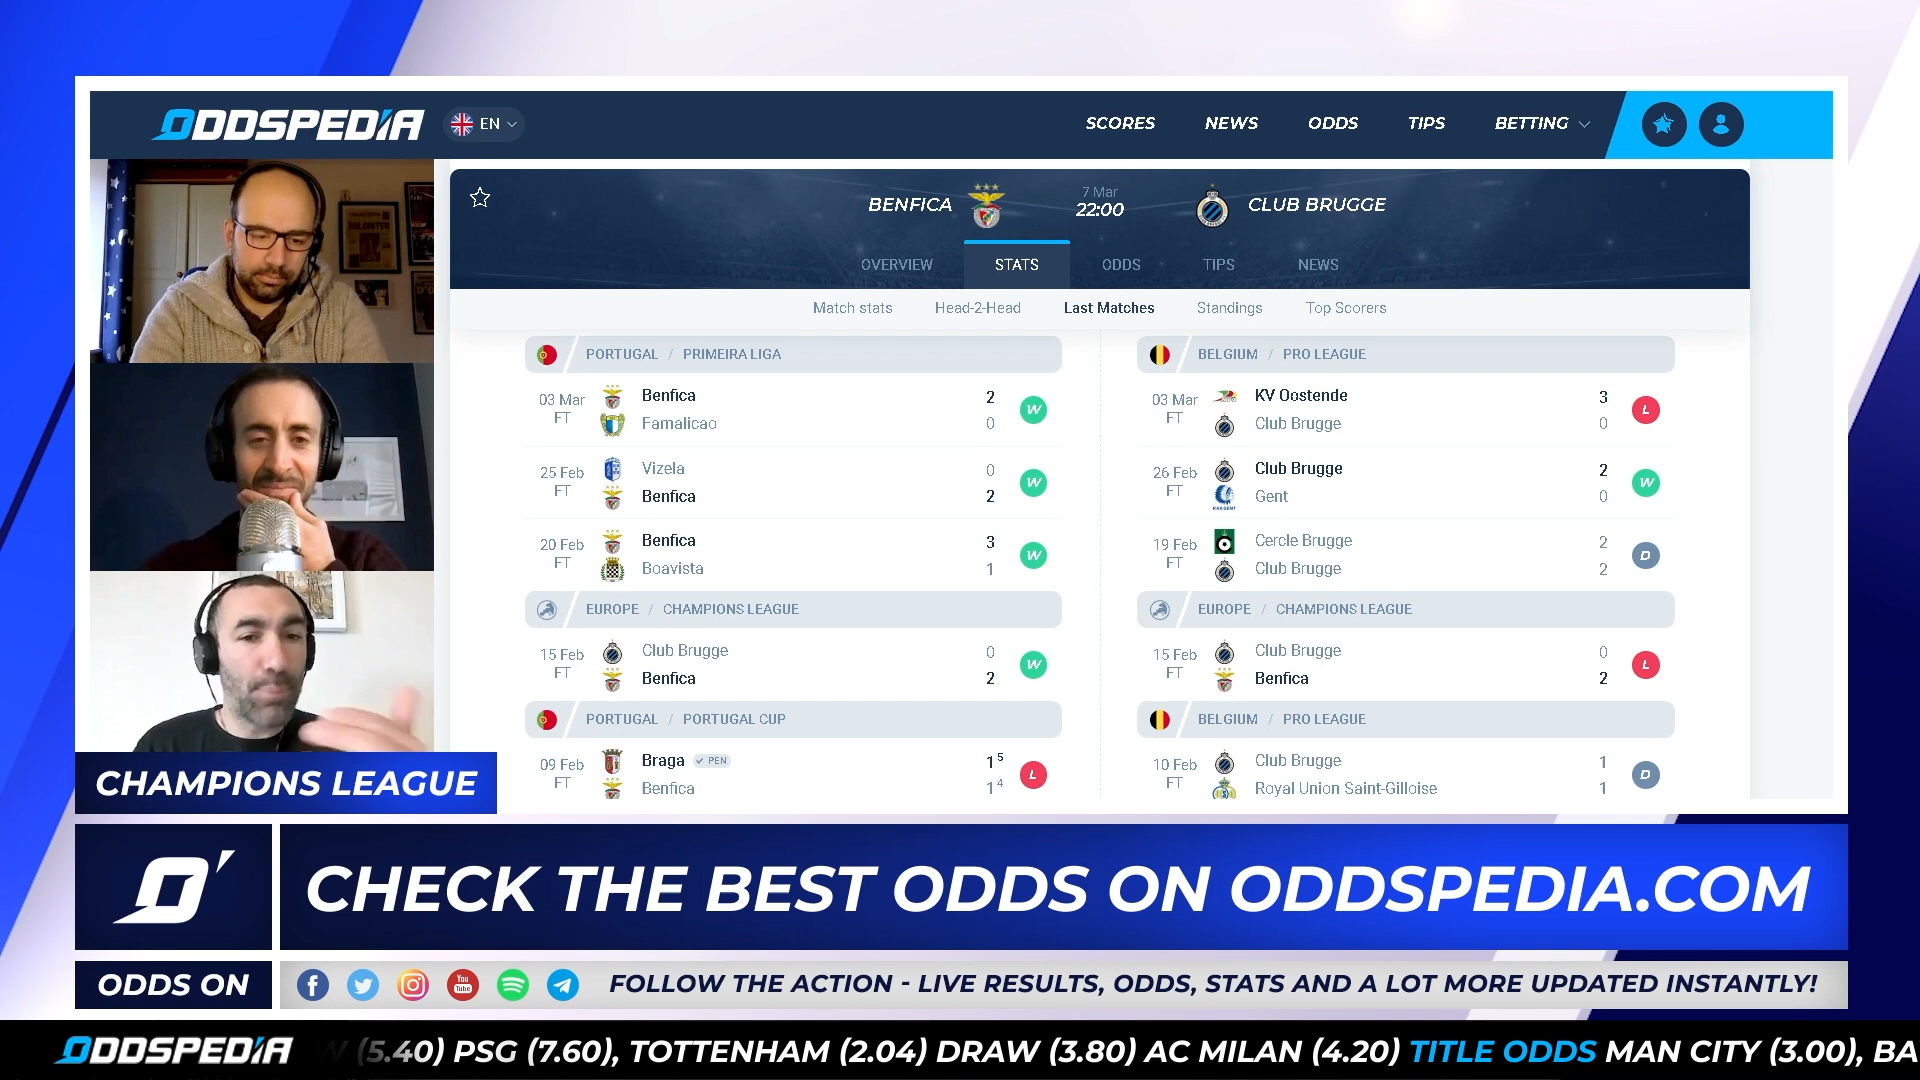 ODDSPEDIA
EN
SCORES
NEWS
ODDS
TIPS
BETTING
BENFICA
7 Mar
22:00
CLUB BRUGGE
OVERVIEW
STATS
ODDS
TIPS
NEWS
Match stats
Head-2-Head
Last Matches
Standings
Top Scorers
PORTUGAL / PRIMEIRA LIGA
03 Mar Benfica 2
FT Famalicao 0
W
25 Feb Vizela 0
FT Benfica 2
W
20 Feb Benfica 3
FT Boavista 1
W
EUROPE / CHAMPIONS LEAGUE
15 Feb Club Brugge 0
FT Benfica 2
W
PORTUGAL / PORTUGAL CUP
09 Feb Braga PEN 1 5
FT Benfica 1 4
L
BELGIUM / PRO LEAGUE
03 Mar KV Oostende 3
FT Club Brugge 0
L
26 Feb Club Brugge 2
FT Gent 0
W
19 Feb Cercle Brugge 2
FT Club Brugge 2
D
EUROPE / CHAMPIONS LEAGUE
15 Feb Club Brugge 0
FT Benfica 2
L
BELGIUM / PRO LEAGUE
10 Feb Club Brugge 1
FT Royal Union Saint-Gilloise 1
D
CHAMPIONS LEAGUE
CHECK THE BEST ODDS ON ODDSPEDIA.COM
ODDS ON
You Tube
FOLLOW THE ACTION - LIVE RESULTS, ODDS, STATS AND A LOT MORE UPDATED INSTANTLY!
ODDSPEDIA
W (5.40) PSG (7.60), TOTTENHAM (2.04) DRAW (3.80) AC MILAN (4.20) TITLE ODDS MAN CITY (3.00), BA